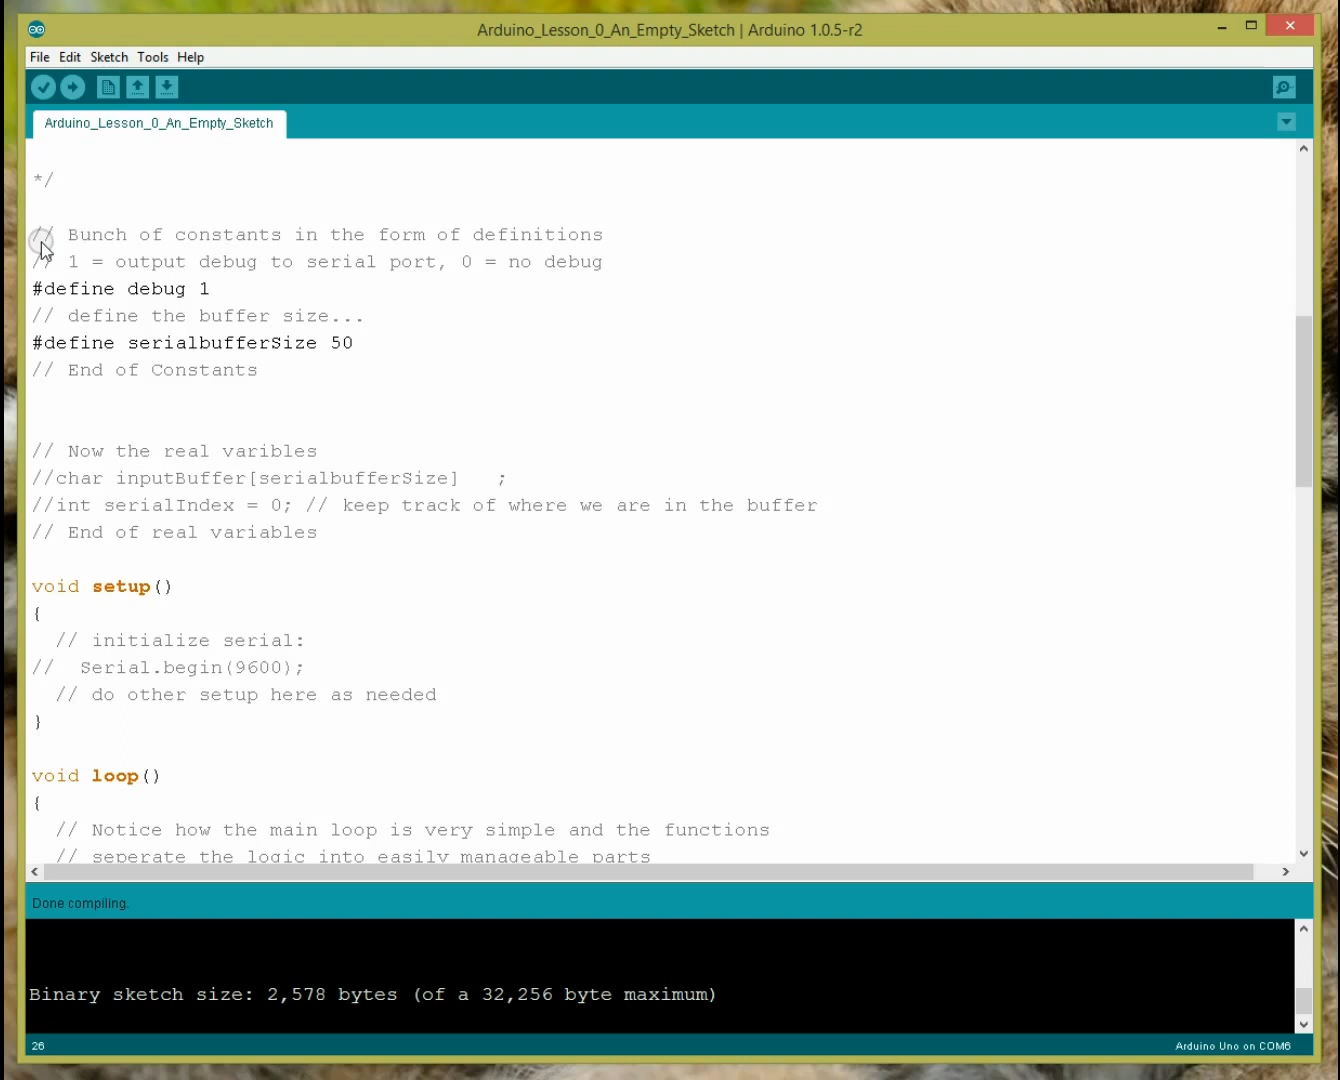 Arduino_Lesson_0_An_Empty_Sketch | Arduino 1.0.5-r2
File Edit Sketch Tools Help
Arduino_Lesson_0_An_Empty_Sketch
*/
// Bunch of constants in the form of definitions
// 1 = output debug to serial port, 0 = no debug
#define debug 1
// define the buffer size...
#define serialbufferSize 50
// End of Constants
// Now the real varibles
//char inputBuffer[serialbufferSize]   ;
//int serialIndex = 0; // keep track of where we are in the buffer
// End of real variables
void setup()
{
  // initialize serial:
//  Serial.begin(9600);
  // do other setup here as needed
}
void loop()
{
  // Notice how the main loop is very simple and the functions
  // seperate the logic into easily manageable parts
Done compiling.
Binary sketch size: 2,578 bytes (of a 32,256 byte maximum)
26
Arduino Uno on COM6